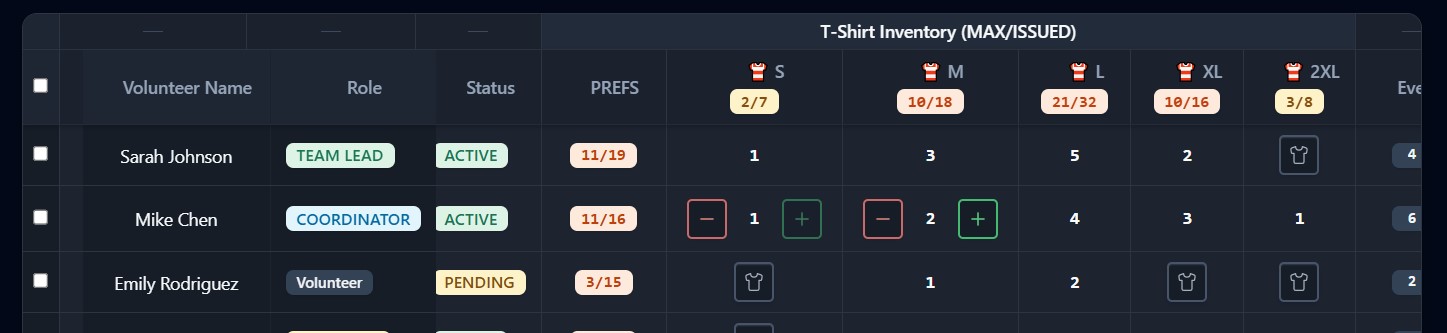 — — — T-Shirt Inventory (MAX/ISSUED) —
Volunteer Name Role Status PREFS S M L XL 2XL Eve
2/7 10/18 21/32 10/16 3/8
Sarah Johnson TEAM LEAD ACTIVE 11/19 1 3 5 2 4
Mike Chen COORDINATOR ACTIVE 11/16 − 1 + − 2 + 4 3 1 6
Emily Rodriguez Volunteer PENDING 3/15 1 2 2